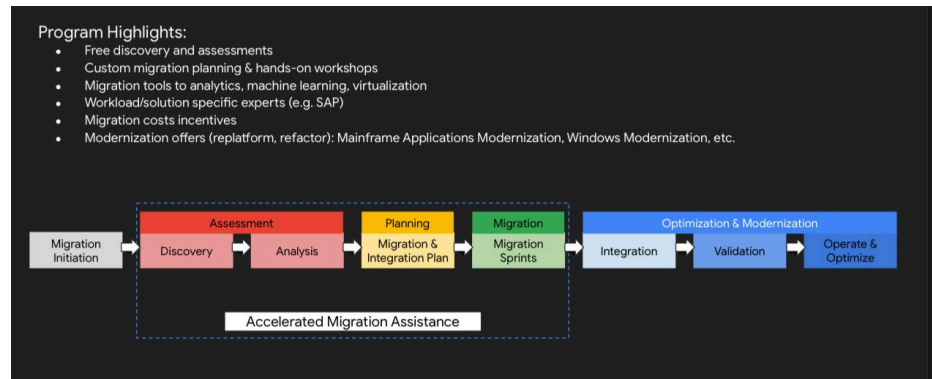 Program Highlights:
• Free discovery and assessments
• Custom migration planning & hands-on workshops
• Migration tools to analytics, machine learning, virtualization
• Workload/solution specific experts (e.g. SAP)
• Migration costs incentives
• Modernization offers (replatform, refactor): Mainframe Applications Modernization, Windows Modernization, etc.
Assessment
Planning
Migration
Optimization & Modernization
Migration
Initiation
Discovery
Analysis
Migration &
Integration Plan
Migration
Sprints
Integration
Validation
Operate &
Optimize
Accelerated Migration Assistance